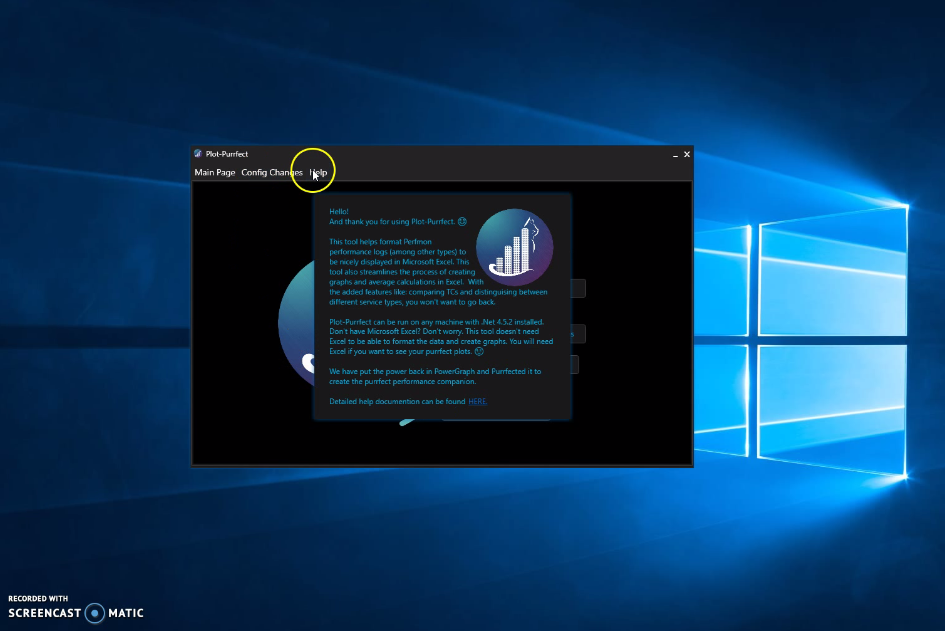 Plot-Purrfect
Main Page Config Changes Help
Hello!
And thank you for using Plot-Purrfect.
This tool helps format Perfmon
performance logs (among other types) to
be nicely displayed in Microsoft Excel. This
tool also streamlines the process of creating
graphs and average calculations in Excel. With
the added features like: comparing TCs and distinguising between
different service types, you won't want to go back.
Plot-Purrfect can be run on any machine with .Net 4.5.2 installed.
Don't have Microsoft Excel? Don't worry. This tool doesn't need
Excel to be able to format the data and create graphs. You will need
Excel if you want to see your purrfect plots.
We have put the power back in PowerGraph and Purrfected it to
create the purrfect performance companion.
Detailed help documention can be found HERE.
RECORDED WITH
SCREENCAST MATIC